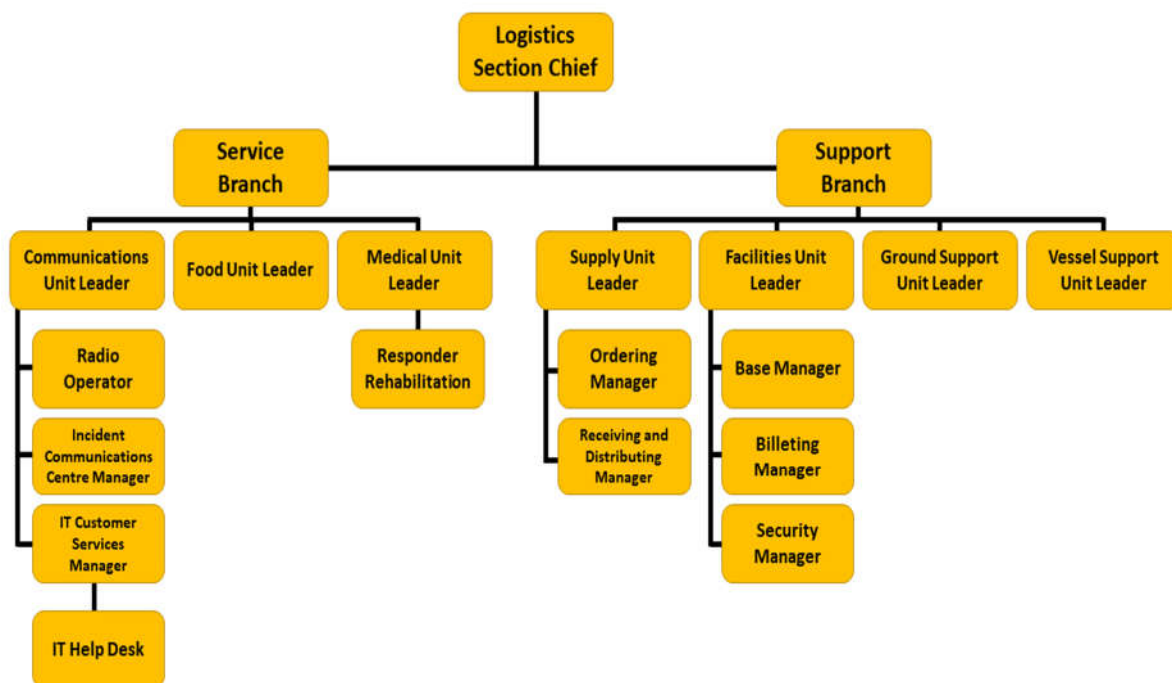 Logistics
Section Chief
Service
Branch
Support
Branch
Communications
Unit Leader
Food Unit Leader
Medical Unit
Leader
Supply Unit
Leader
Facilities Unit
Leader
Ground Support
Unit Leader
Vessel Support
Unit Leader
Radio
Operator
Responder
Rehabilitation
Ordering
Manager
Base Manager
Incident
Communications
Centre Manager
Receiving and
Distributing
Manager
Billeting
Manager
IT Customer
Services
Manager
Security
Manager
IT Help Desk